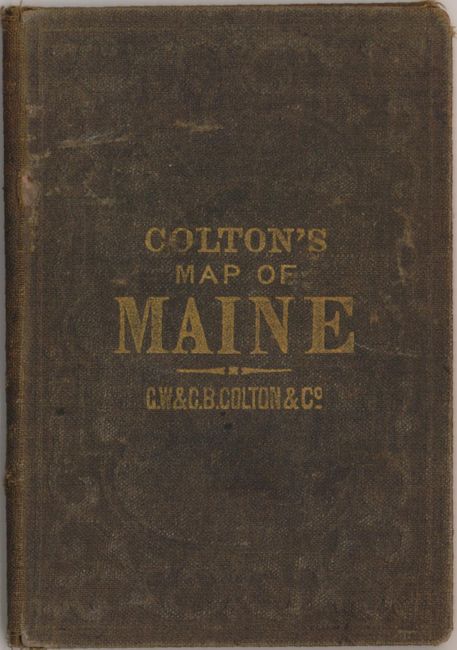 COLTON'S
MAP OF
MAINE
G.W. & C.B. COLTON & Cº